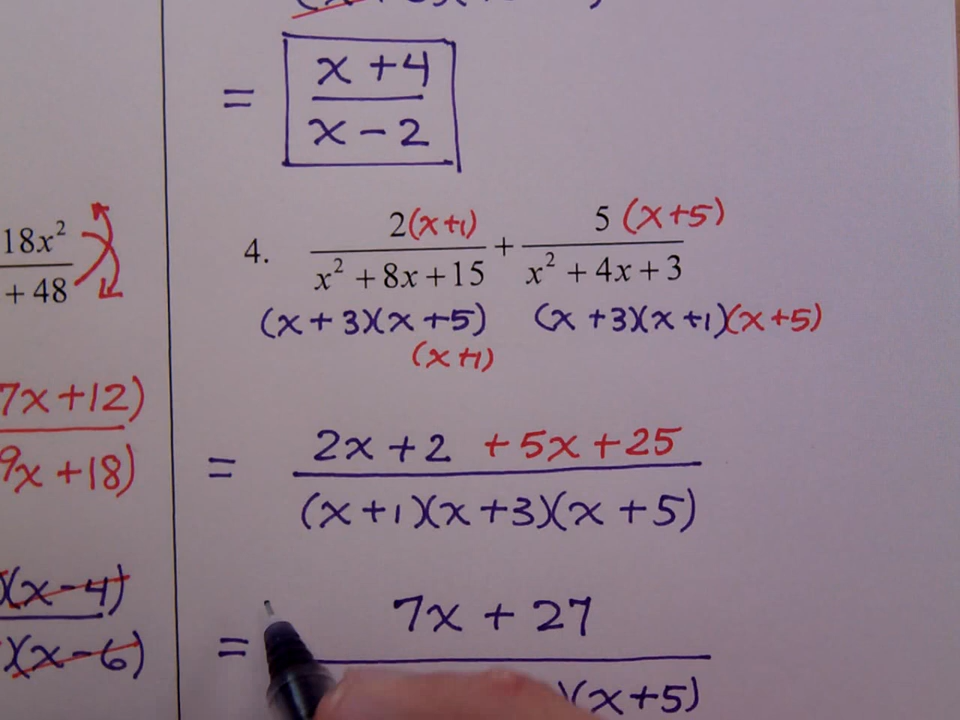 = x + 4
x − 2
18x²
+ 48
4. 2(x+1) + 5(x+5)
x² + 8x + 15 x² + 4x + 3
(x + 3)(x + 5) (x + 3)(x + 1)(x + 5)
(x+1)
7x + 12)
9x + 18)
= 2x + 2 + 5x + 25
(x + 1)(x + 3)(x + 5)
)(x − 4)
)(x − 6)
= 7x + 27
)(x + 5)